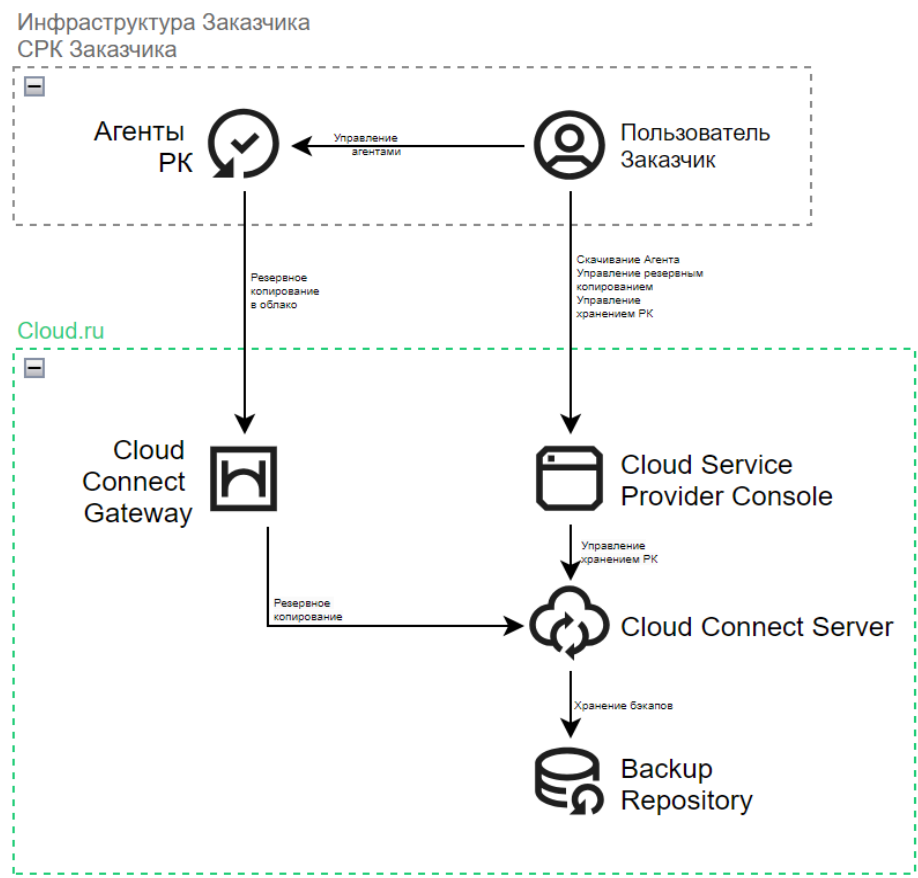 Инфраструктура Заказчика
СРК Заказчика
Агенты
РК
Управление
агентами
Пользователь
Заказчик
Резервное
копирование
в облако
Скачивание Агента
Управление резервным
копированием
Управление
хранением РК
Cloud.ru
Cloud
Connect
Gateway
Cloud Service
Provider Console
Управление
хранением РК
Резервное
копирование
Cloud Connect Server
Хранение бэкапов
Backup
Repository